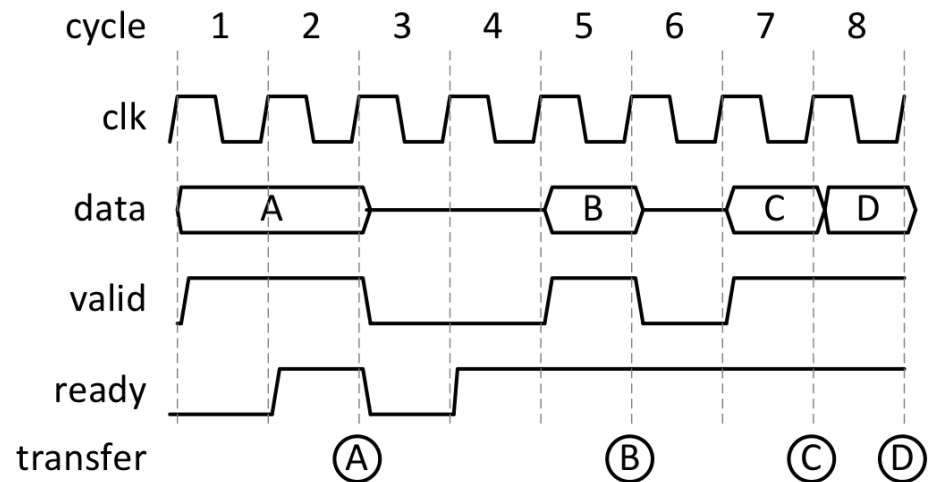 cycle 1 2 3 4 5 6 7 8
clk
data A B C D
valid
ready
transfer A B C D